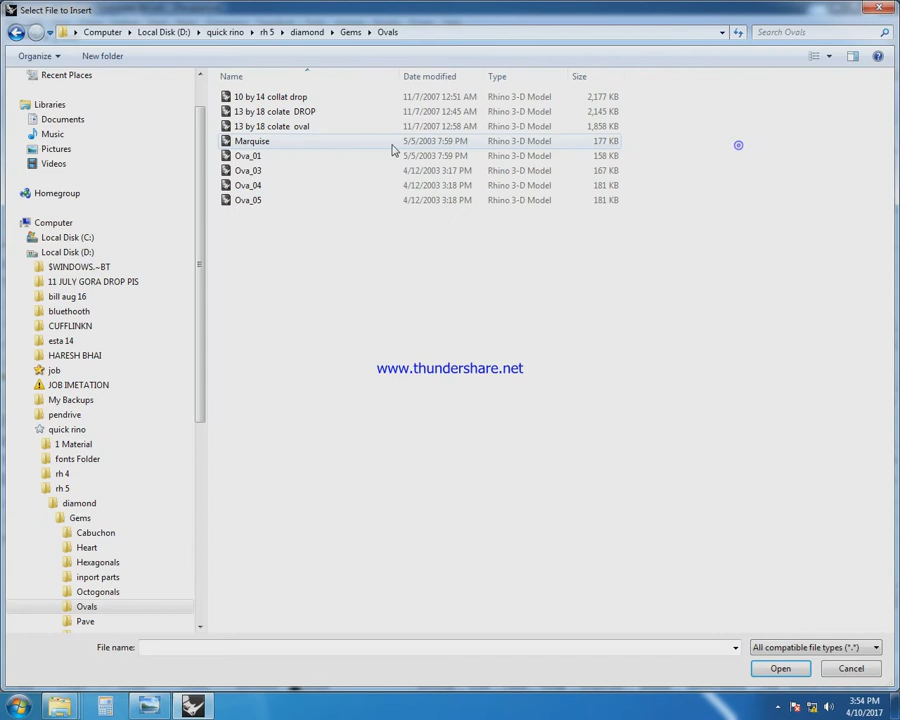 Select File to Insert
Computer Local Disk (D:) quick rino rh 5 diamond Gems Ovals
Search Ovals
Organize New folder
Name Date modified Type Size
10 by 14 collat drop 11/7/2007 12:51 AM Rhino 3-D Model 2,177 KB
13 by 18 colate DROP 11/7/2007 12:45 AM Rhino 3-D Model 2,145 KB
13 by 18 colate oval 11/7/2007 12:58 AM Rhino 3-D Model 1,858 KB
Marquise 5/5/2003 7:59 PM Rhino 3-D Model 177 KB
Ova_01 5/5/2003 7:59 PM Rhino 3-D Model 158 KB
Ova_03 4/12/2003 3:17 PM Rhino 3-D Model 167 KB
Ova_04 4/12/2003 3:18 PM Rhino 3-D Model 181 KB
Ova_05 4/12/2003 3:18 PM Rhino 3-D Model 181 KB
Recent Places
Libraries
Documents
Music
Pictures
Videos
Homegroup
Computer
Local Disk (C:)
Local Disk (D:)
$WINDOWS.~BT
11 JULY GORA DROP PIS
bill aug 16
bluethooth
CUFFLINKN
esta 14
HARESH BHAI
job
JOB IMETATION
My Backups
pendrive
quick rino
1 Material
fonts Folder
rh 4
rh 5
diamond
Gems
Cabuchon
Heart
Hexagonals
inport parts
Octogonals
Ovals
Pave
www.thundershare.net
File name:
All compatible file types (*.*)
Open Cancel
3:54 PM
4/10/2017